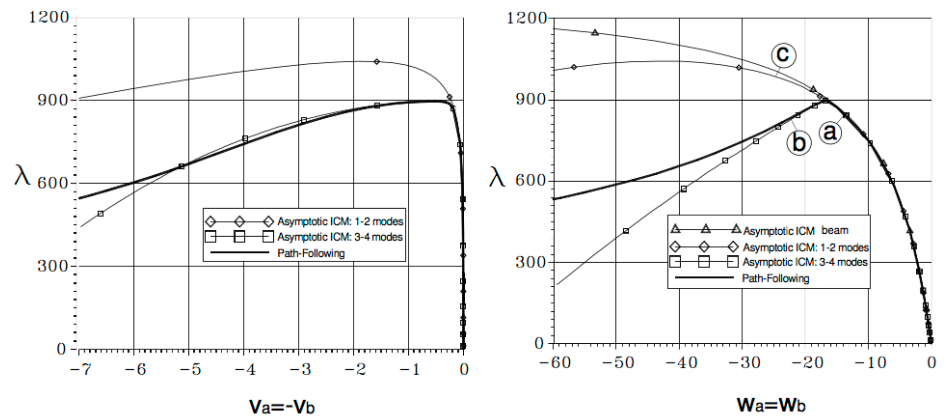 1200
900
λ
600
300
0
-7
-6
-5
-4
-3
-2
-1
0
Asymptotic ICM: 1-2 modes
Asymptotic ICM: 3-4 modes
Path-Following
va=-vb
1200
900
λ
600
300
0
c
a
b
-60
-50
-40
-30
-20
-10
0
Asymptotic ICM beam
Asymptotic ICM: 1-2 modes
Asymptotic ICM: 3-4 modes
Path-Following
wa=wb